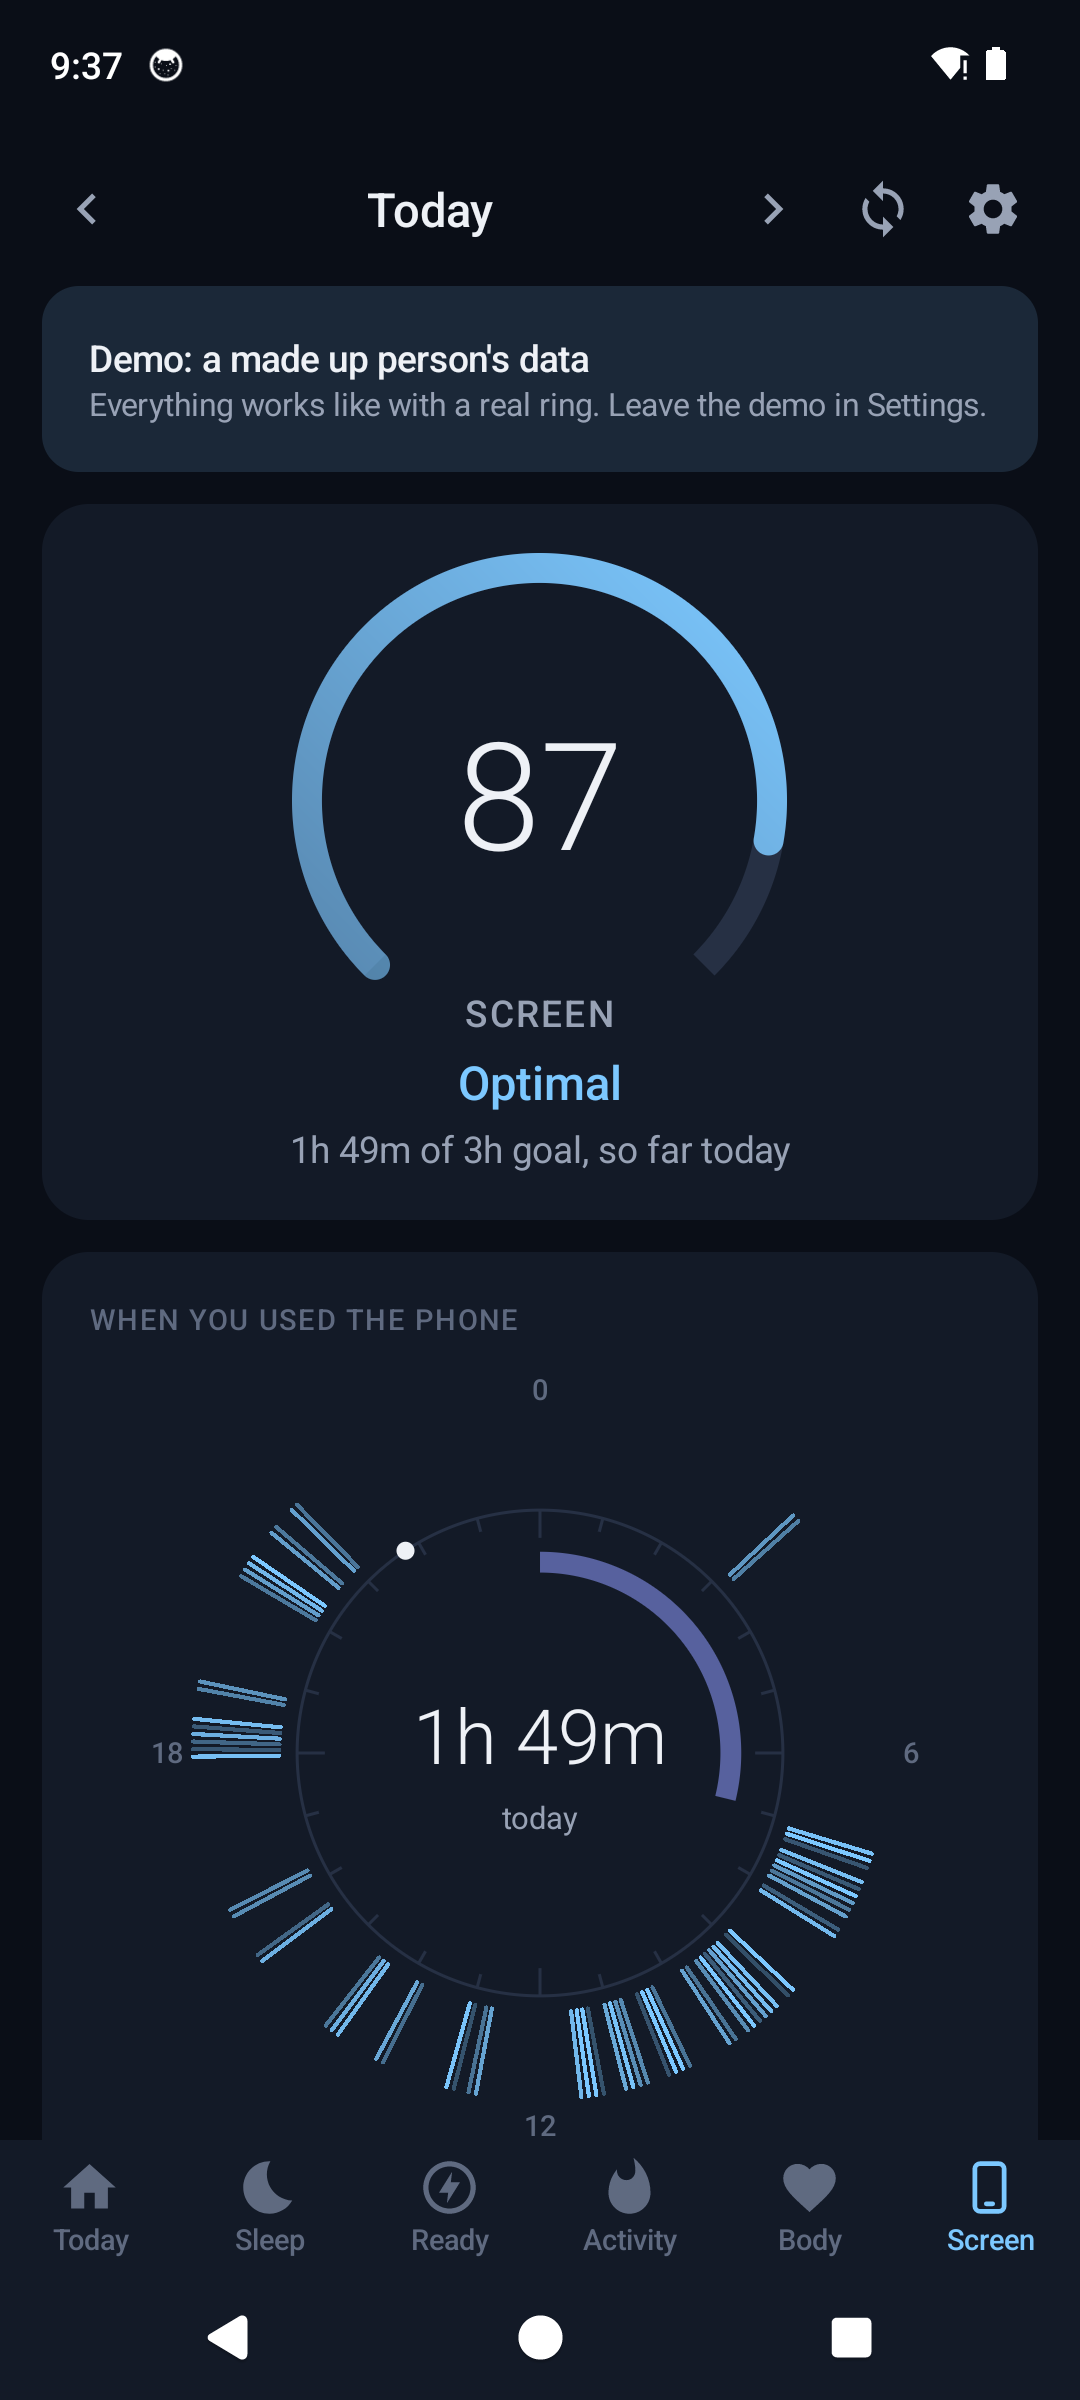 9:37
Today
Demo: a made up person's data
Everything works like with a real ring. Leave the demo in Settings.
87
SCREEN
Optimal
1h 49m of 3h goal, so far today
WHEN YOU USED THE PHONE
0
18
1h 49m
6
today
12
Today
Sleep
Ready
Activity
Body
Screen